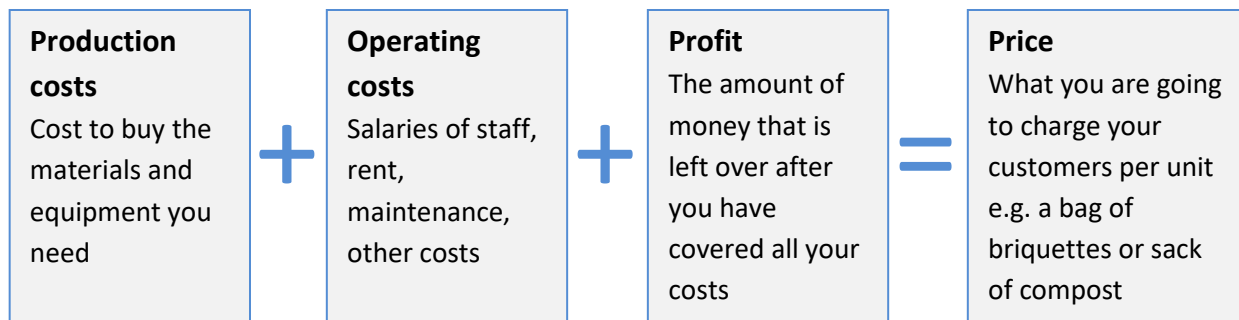 Production
costs
Cost to buy the
materials and
equipment you
need
+
Operating
costs
Salaries of staff,
rent,
maintenance,
other costs
+
Profit
The amount of
money that is
left over after
you have
covered all your
costs
=
Price
What you are going
to charge your
customers per unit
e.g. a bag of
briquettes or sack
of compost